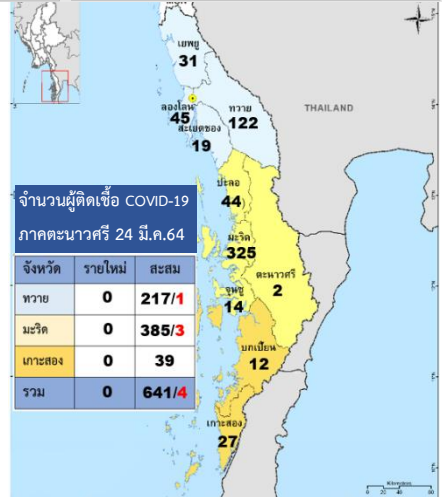 เยพยู
31
ลองโลน
45
ทวาย
122
สะเยดชอง
19
THAILAND
ปะลอ
44
มะริด
325
ตะนาวศรี
2
จุนซู
14
บกเปี้ยน
12
เกาะสอง
27
จำนวนผู้ติดเชื้อ COVID-19
ภาคตะนาวศรี 24 มี.ค.64
จังหวัด รายใหม่ สะสม
ทวาย 0 217/1
มะริด 0 385/3
เกาะสอง 0 39
รวม 0 641/4
Kilometers